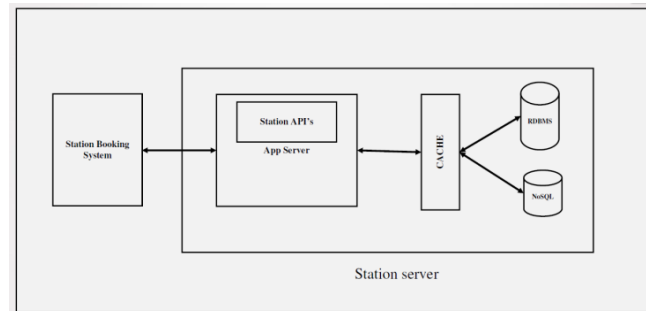 Station Booking
System
Station API's
App Server
CACHE
RDBMS
NoSQL
Station server